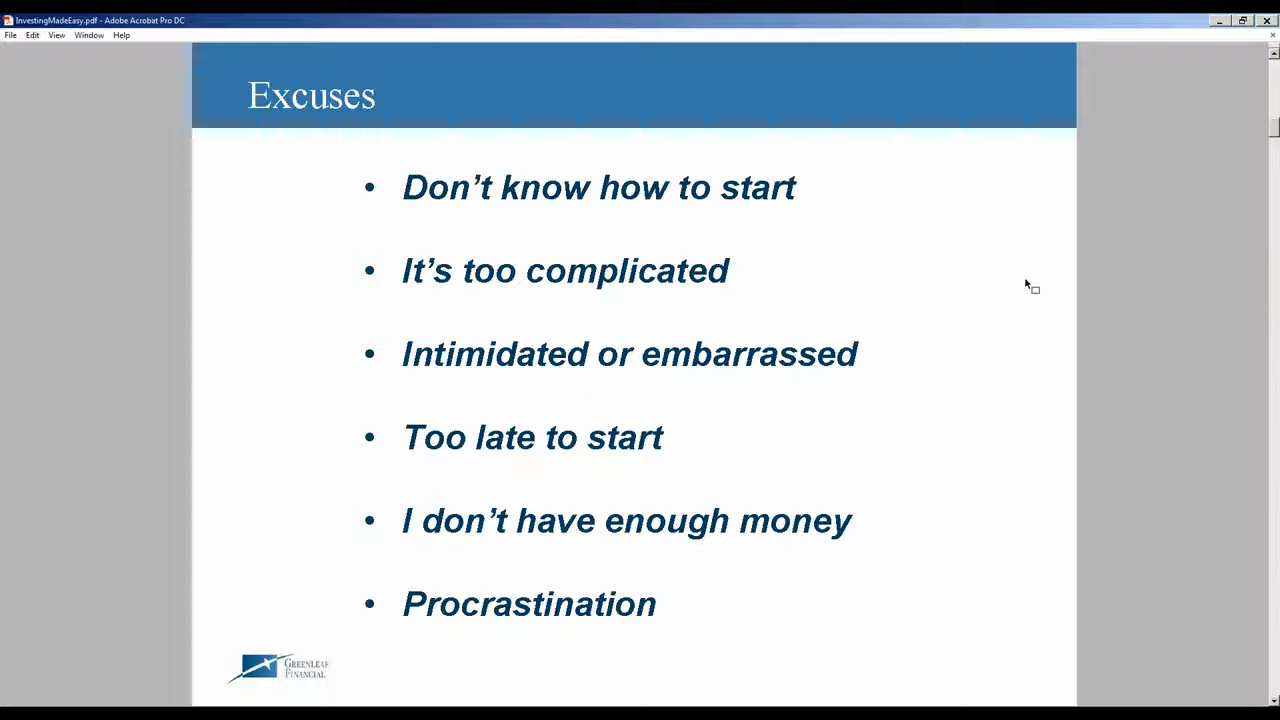 InvestingMadeEasy.pdf - Adobe Acrobat Pro DC
File Edit View Window Help
Excuses
• Don’t know how to start
• It’s too complicated
• Intimidated or embarrassed
• Too late to start
• I don’t have enough money
• Procrastination
GREENLEAF
FINANCIAL